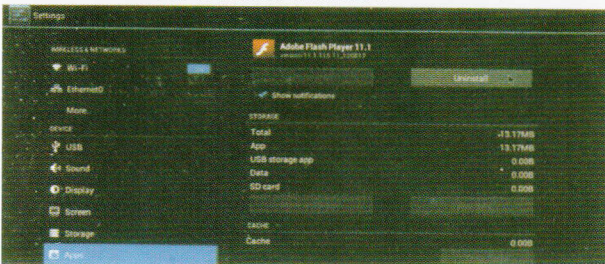 Settings
WIRELESS & NETWORKS
Wi-Fi
Ethernet0
More
DEVICE
USB
Sound
Display
Screen
Storage
Apps
Adobe Flash Player 11.1
Uninstall
Show notifications
STORAGE
Total 13.17MB
App 13.17MB
USB storage app 0.00B
Data 0.00B
SD card 0.00B
CACHE
Cache 0.00B